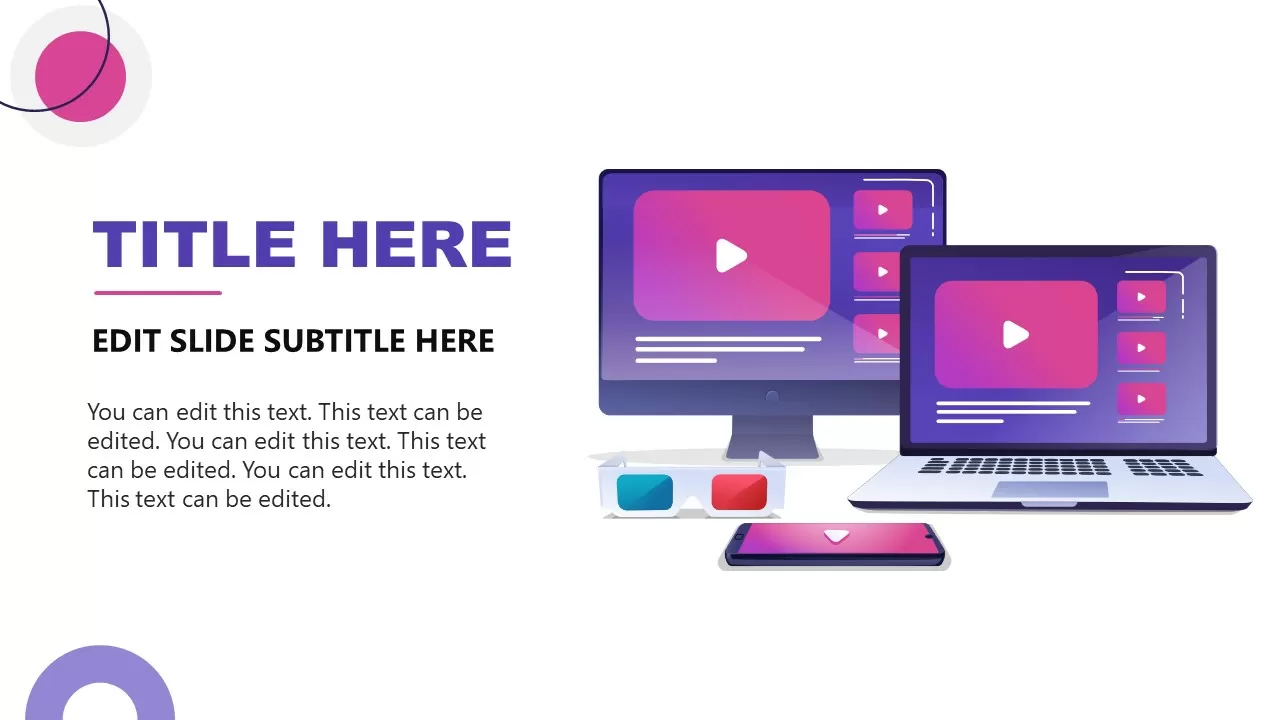 TITLE HERE
EDIT SLIDE SUBTITLE HERE
You can edit this text. This text can be
edited. You can edit this text. This text
can be edited. You can edit this text.
This text can be edited.